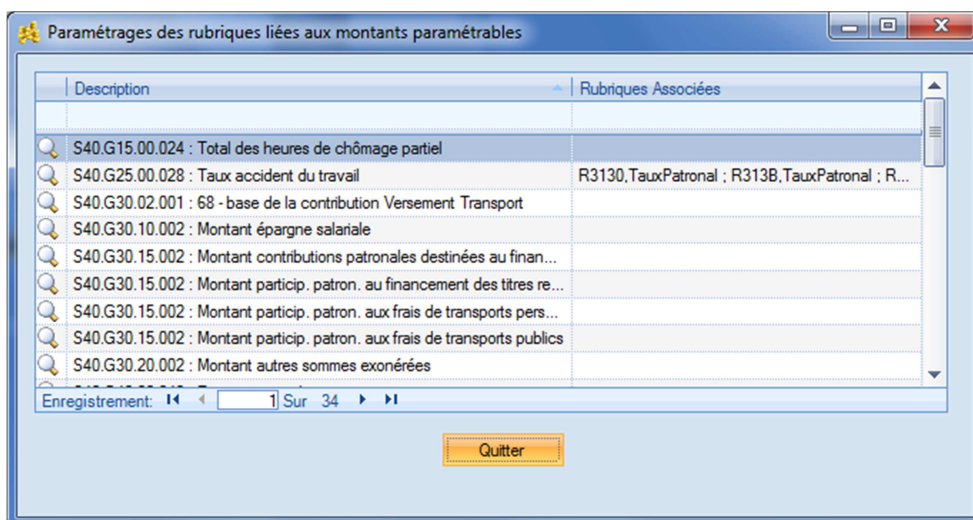 Paramétrages des rubriques liées aux montants paramétrables
Description Rubriques Associées
S40.G15.00.024 : Total des heures de chômage partiel
S40.G25.00.028 : Taux accident du travail R3130,TauxPatronal ; R313B,TauxPatronal ; R...
S40.G30.02.001 : 68 - base de la contribution Versement Transport
S40.G30.10.002 : Montant épargne salariale
S40.G30.15.002 : Montant contributions patronales destinées au finan...
S40.G30.15.002 : Montant particip. patron. au financement des titres re...
S40.G30.15.002 : Montant particip. patron. aux frais de transports pers...
S40.G30.15.002 : Montant particip. patron. aux frais de transports publics
S40.G30.20.002 : Montant autres sommes exonérées
Enregistrement: 1 Sur 34
Quitter